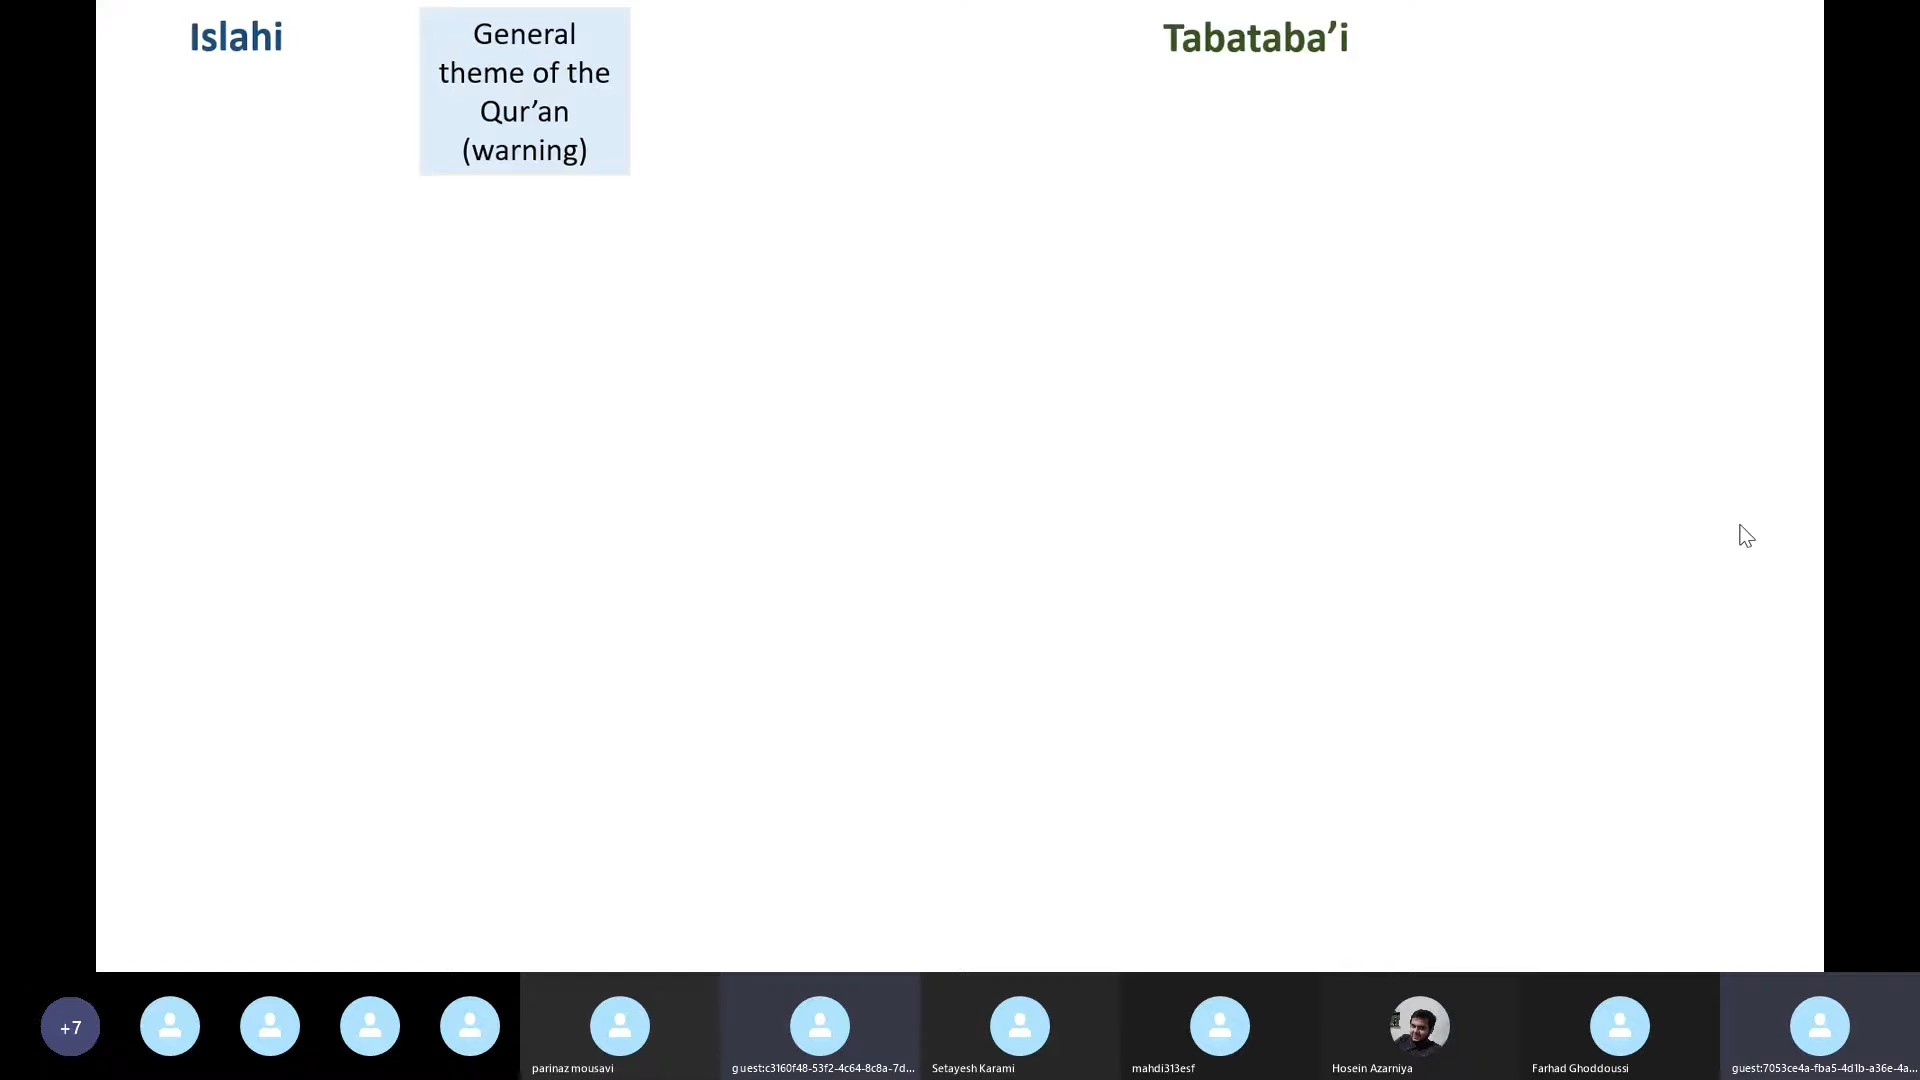 Islahi
General
theme of the
Qur’an
(warning)
Tabataba’i
+7
parinaz mousavi
guest:c3160f48-53f2-4c64-8c8a-7d...
Setayesh Karami
mahdi313esf
Hosein Azarniya
Farhad Ghoddoussi
guest:7053ce4a-fba5-4d1b-a36e-4a...